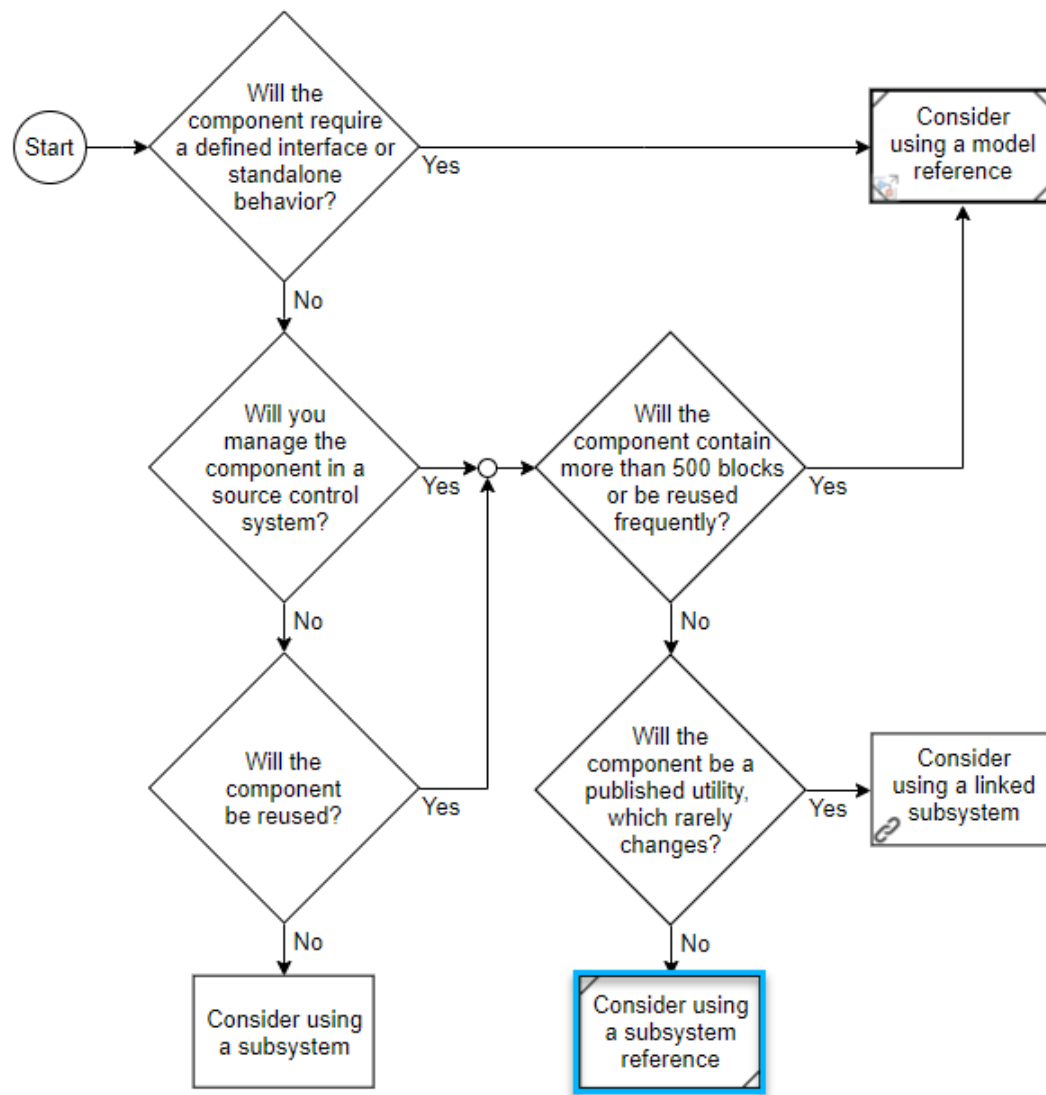 Start
Will the
component require
a defined interface or
standalone
behavior?
Yes
Consider
using a model
reference
No
Will you
manage the
component in a
source control
system?
Yes
Will the
component contain
more than 500 blocks
or be reused
frequently?
Yes
No
No
Will the
component
be reused?
Yes
Will the
component be a
published utility,
which rarely
changes?
Yes
Consider
using a linked
subsystem
No
No
Consider using
a subsystem
Consider using
a subsystem
reference